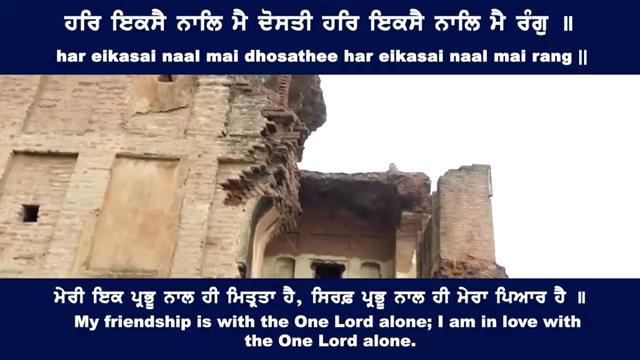 ਹਰਿ ਇਕਸੈ ਨਾਲਿ ਮੈ ਦੋਸਤੀ ਹਰਿ ਇਕਸੈ ਨਾਲਿ ਮੈ ਰੰਗੁ ॥
har eikasai naal mai dhosathee har eikasai naal mai rang ||
ਮੇਰੀ ਇਕ ਪ੍ਰਭੂ ਨਾਲ ਹੀ ਮਿਤ੍ਰਤਾ ਹੈ, ਸਿਰਫ਼ ਪ੍ਰਭੂ ਨਾਲ ਹੀ ਮੇਰਾ ਪਿਆਰ ਹੈ ॥
My friendship is with the One Lord alone; I am in love with
the One Lord alone.